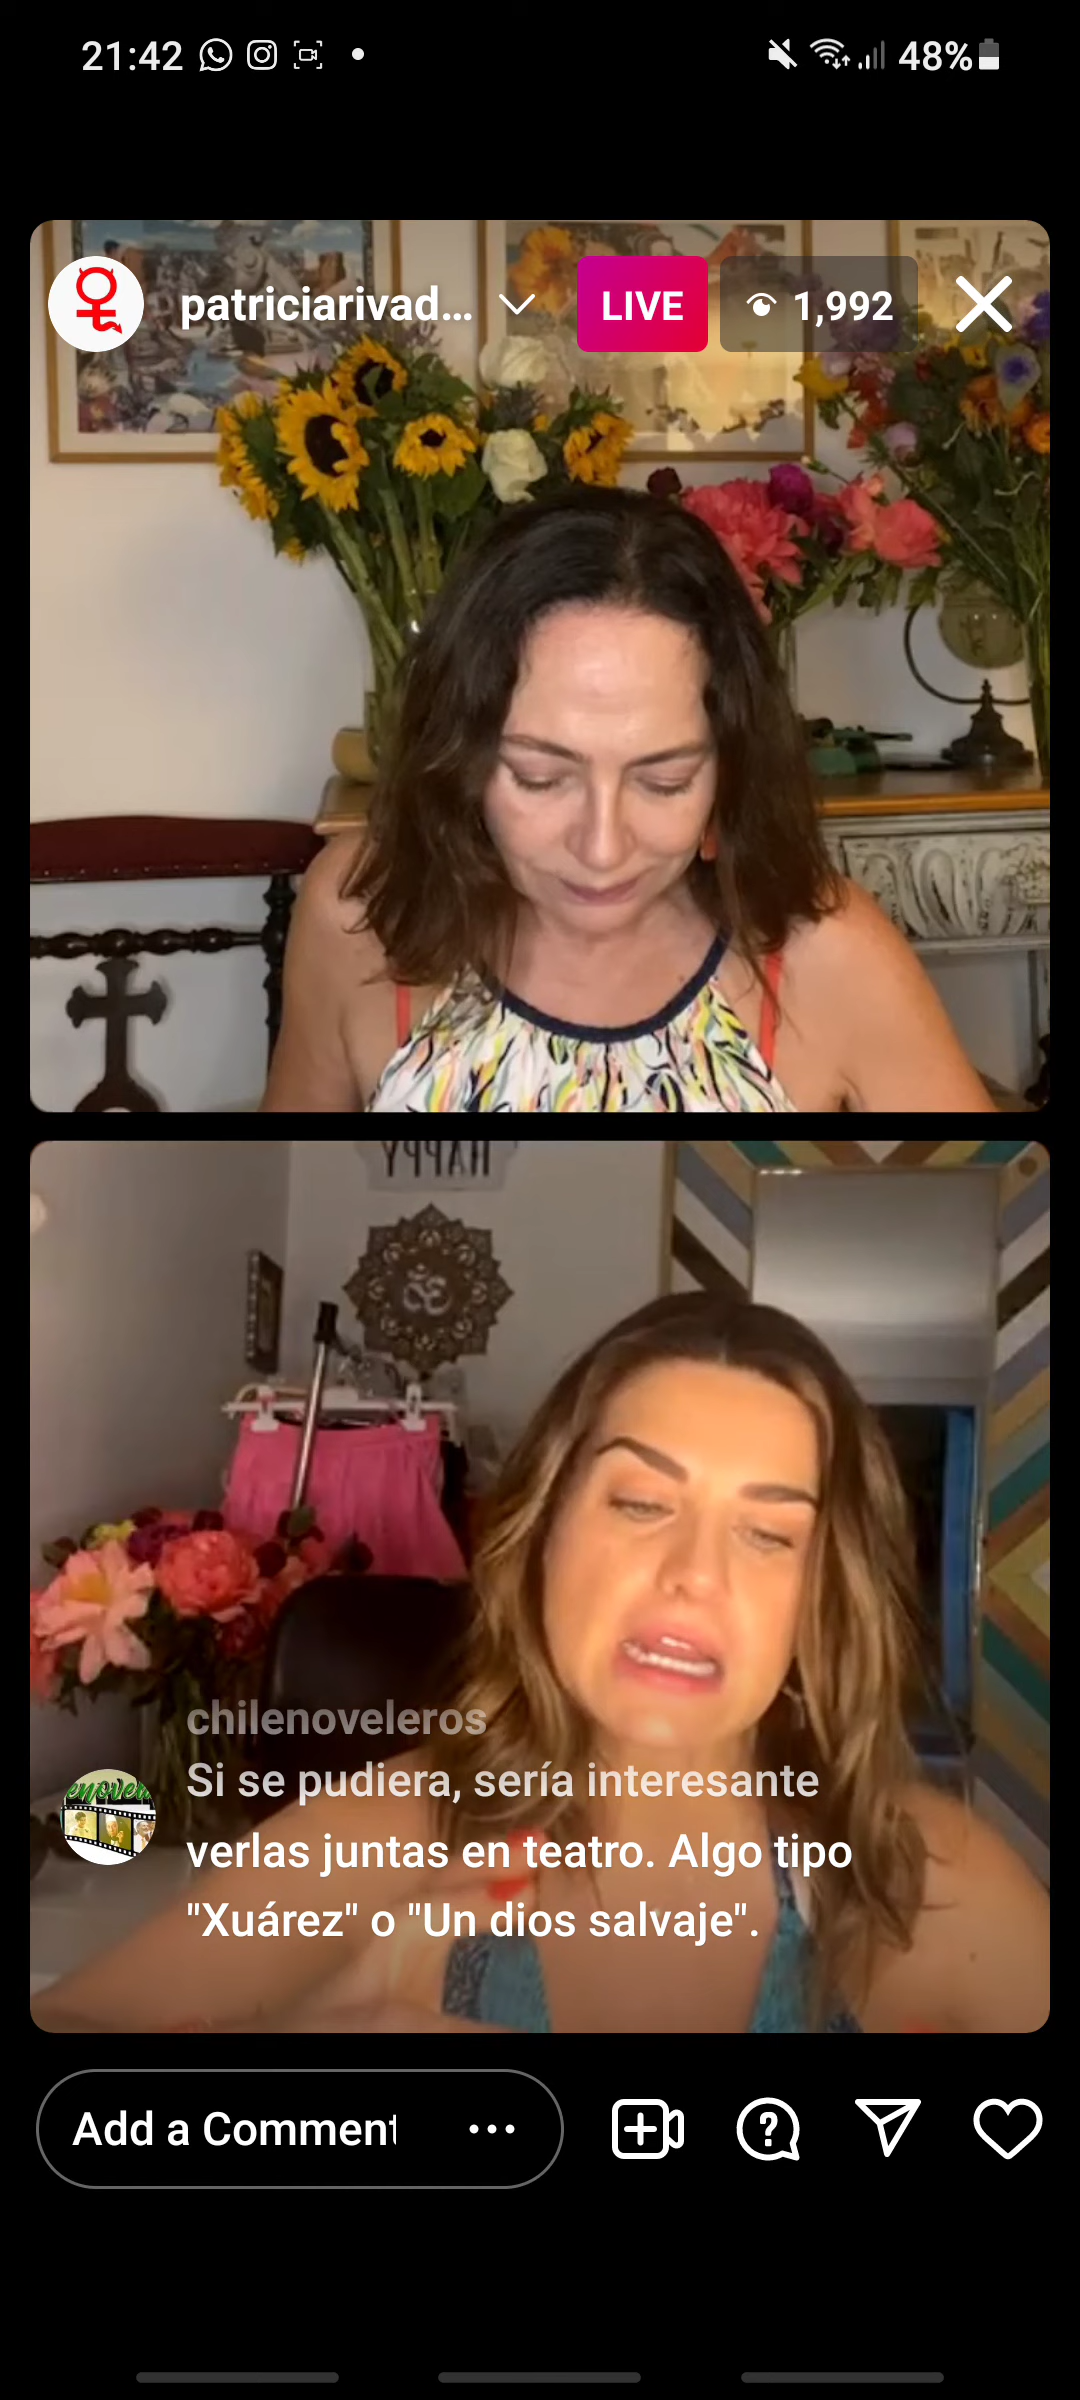 21:42
48%
patriciarivad...
LIVE
1,992
HAPPY
chilenoveleros
Si se pudiera, sería interesante
verlas juntas en teatro. Algo tipo
"Xuárez" o "Un dios salvaje".
Add a Comment